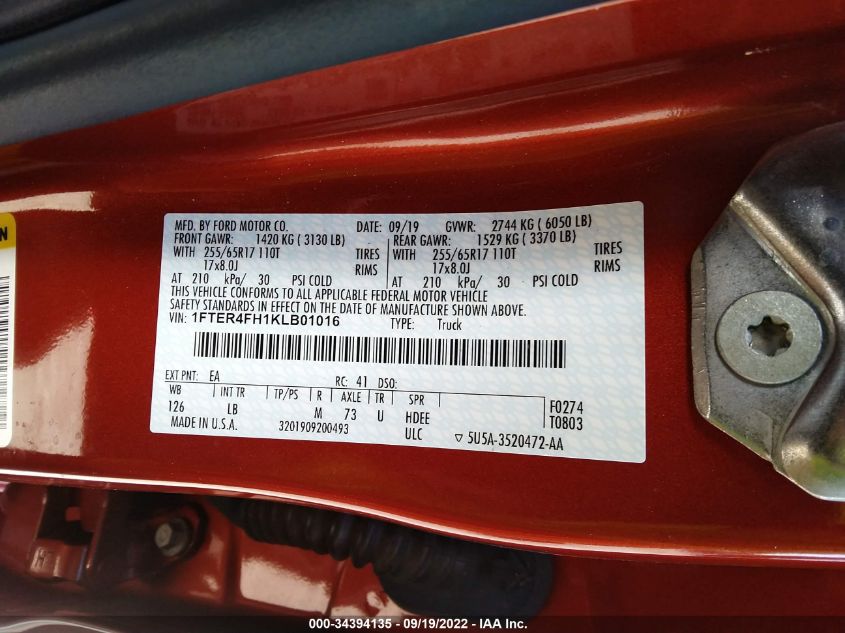 MFD. BY FORD MOTOR CO. DATE: 09/19 GVWR: 2744 KG ( 6050 LB)
FRONT GAWR: 1420 KG ( 3130 LB) REAR GAWR: 1529 KG ( 3370 LB)
WITH 255/65R17 110T TIRES WITH 255/65R17 110T TIRES
17x8.0J RIMS 17x8.0J RIMS
AT 210 kPa/ 30 PSI COLD AT 210 kPa/ 30 PSI COLD
THIS VEHICLE CONFORMS TO ALL APPLICABLE FEDERAL MOTOR VEHICLE
SAFETY STANDARDS IN EFFECT ON THE DATE OF MANUFACTURE SHOWN ABOVE.
VIN: 1FTER4FH1KLB01016 TYPE: Truck
EXT PNT: EA RC: 41 DSO:
WB INT TR TP/PS R AXLE TR SPR F0274
126 LB M 73 U HDEE T0803
MADE IN U.S.A. 3201909200493 ULC ▽ 5U5A-3520472-AA
000-34394135 - 09/19/2022 - IAA Inc.